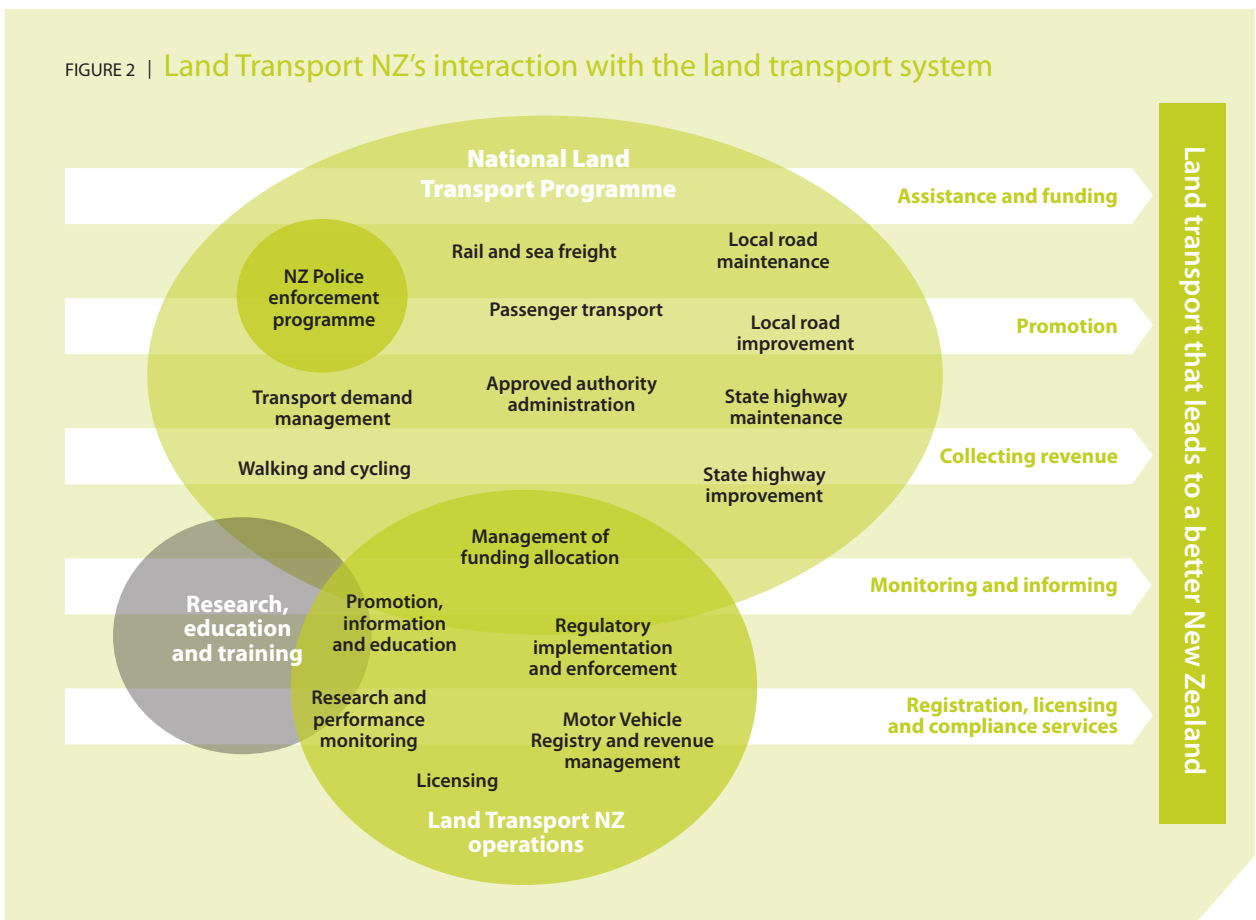 FIGURE 2 | Land Transport NZ's interaction with the land transport system
National Land
Transport Programme
Assistance and funding
Rail and sea freight
Local road
maintenance
NZ Police
enforcement
programme
Passenger transport
Local road
improvement
Promotion
Transport demand
management
Approved authority
administration
State highway
maintenance
Collecting revenue
Walking and cycling
State highway
improvement
Management of
funding allocation
Monitoring and informing
Research,
education
and training
Promotion,
information
and education
Regulatory
implementation
and enforcement
Research and
performance
monitoring
Motor Vehicle
Registry and revenue
management
Registration, licensing
and compliance services
Licensing
Land Transport NZ
operations
Land transport that leads to a better New Zealand